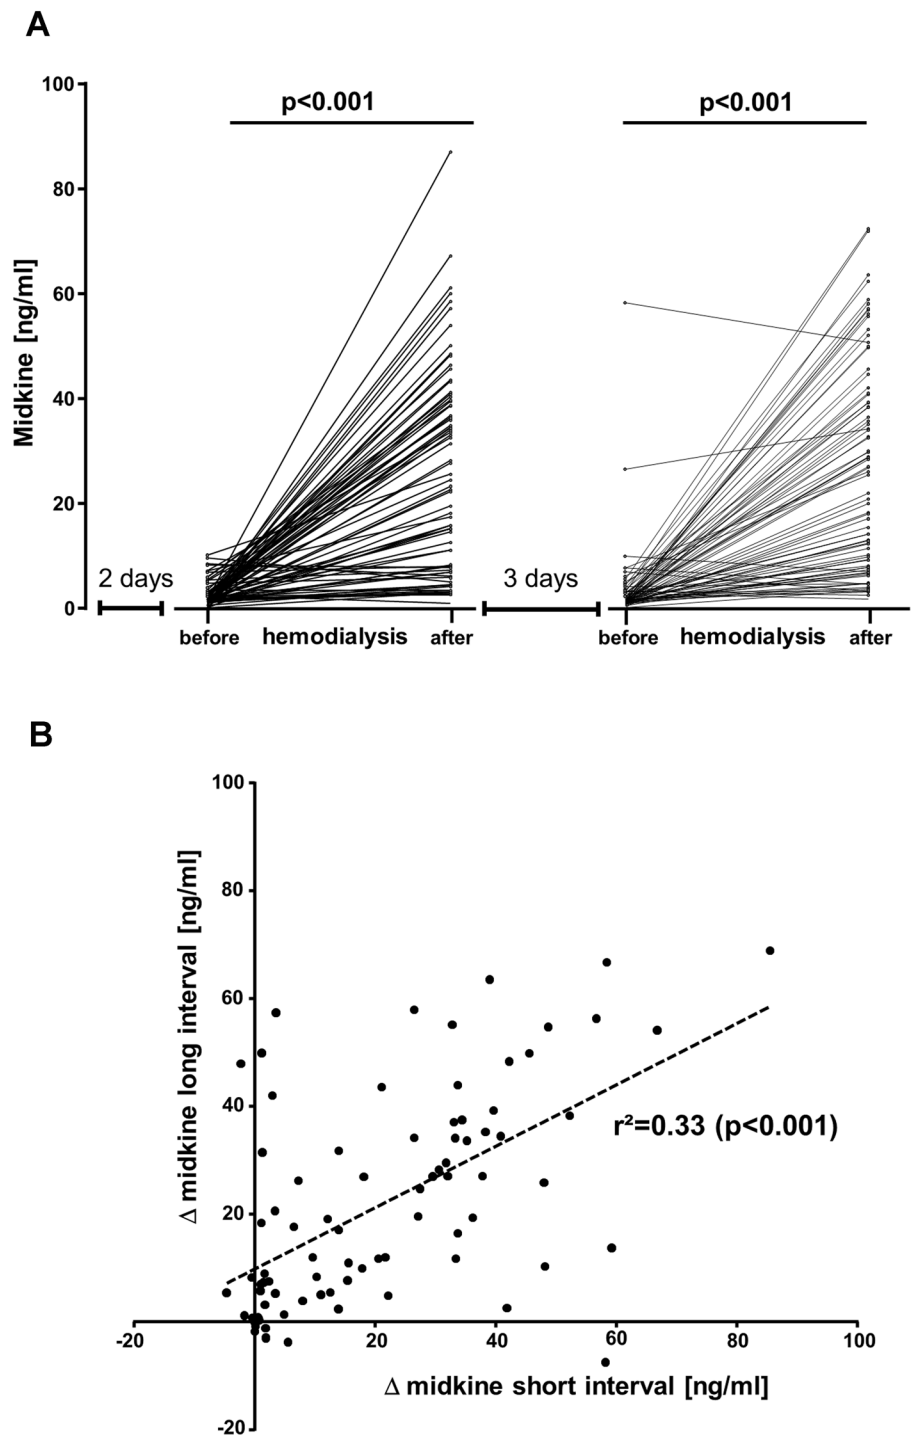 A
100
p<0.001
p<0.001
80
60
Midkine [ng/ml]
40
20
2 days
3 days
0
before hemodialysis after
before hemodialysis after
B
100
80
Δ midkine long interval [ng/ml]
60
40
r²=0.33 (p<0.001)
20
-20
20
40
60
80
100
Δ midkine short interval [ng/ml]
-20